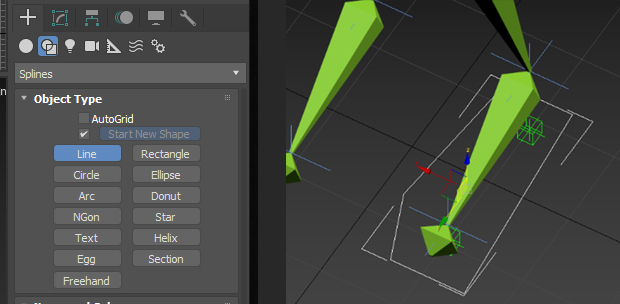 Splines
Object Type
AutoGrid
Start New Shape
Line Rectangle
Circle Ellipse
Arc Donut
NGon Star
Text Helix
Egg Section
Freehand